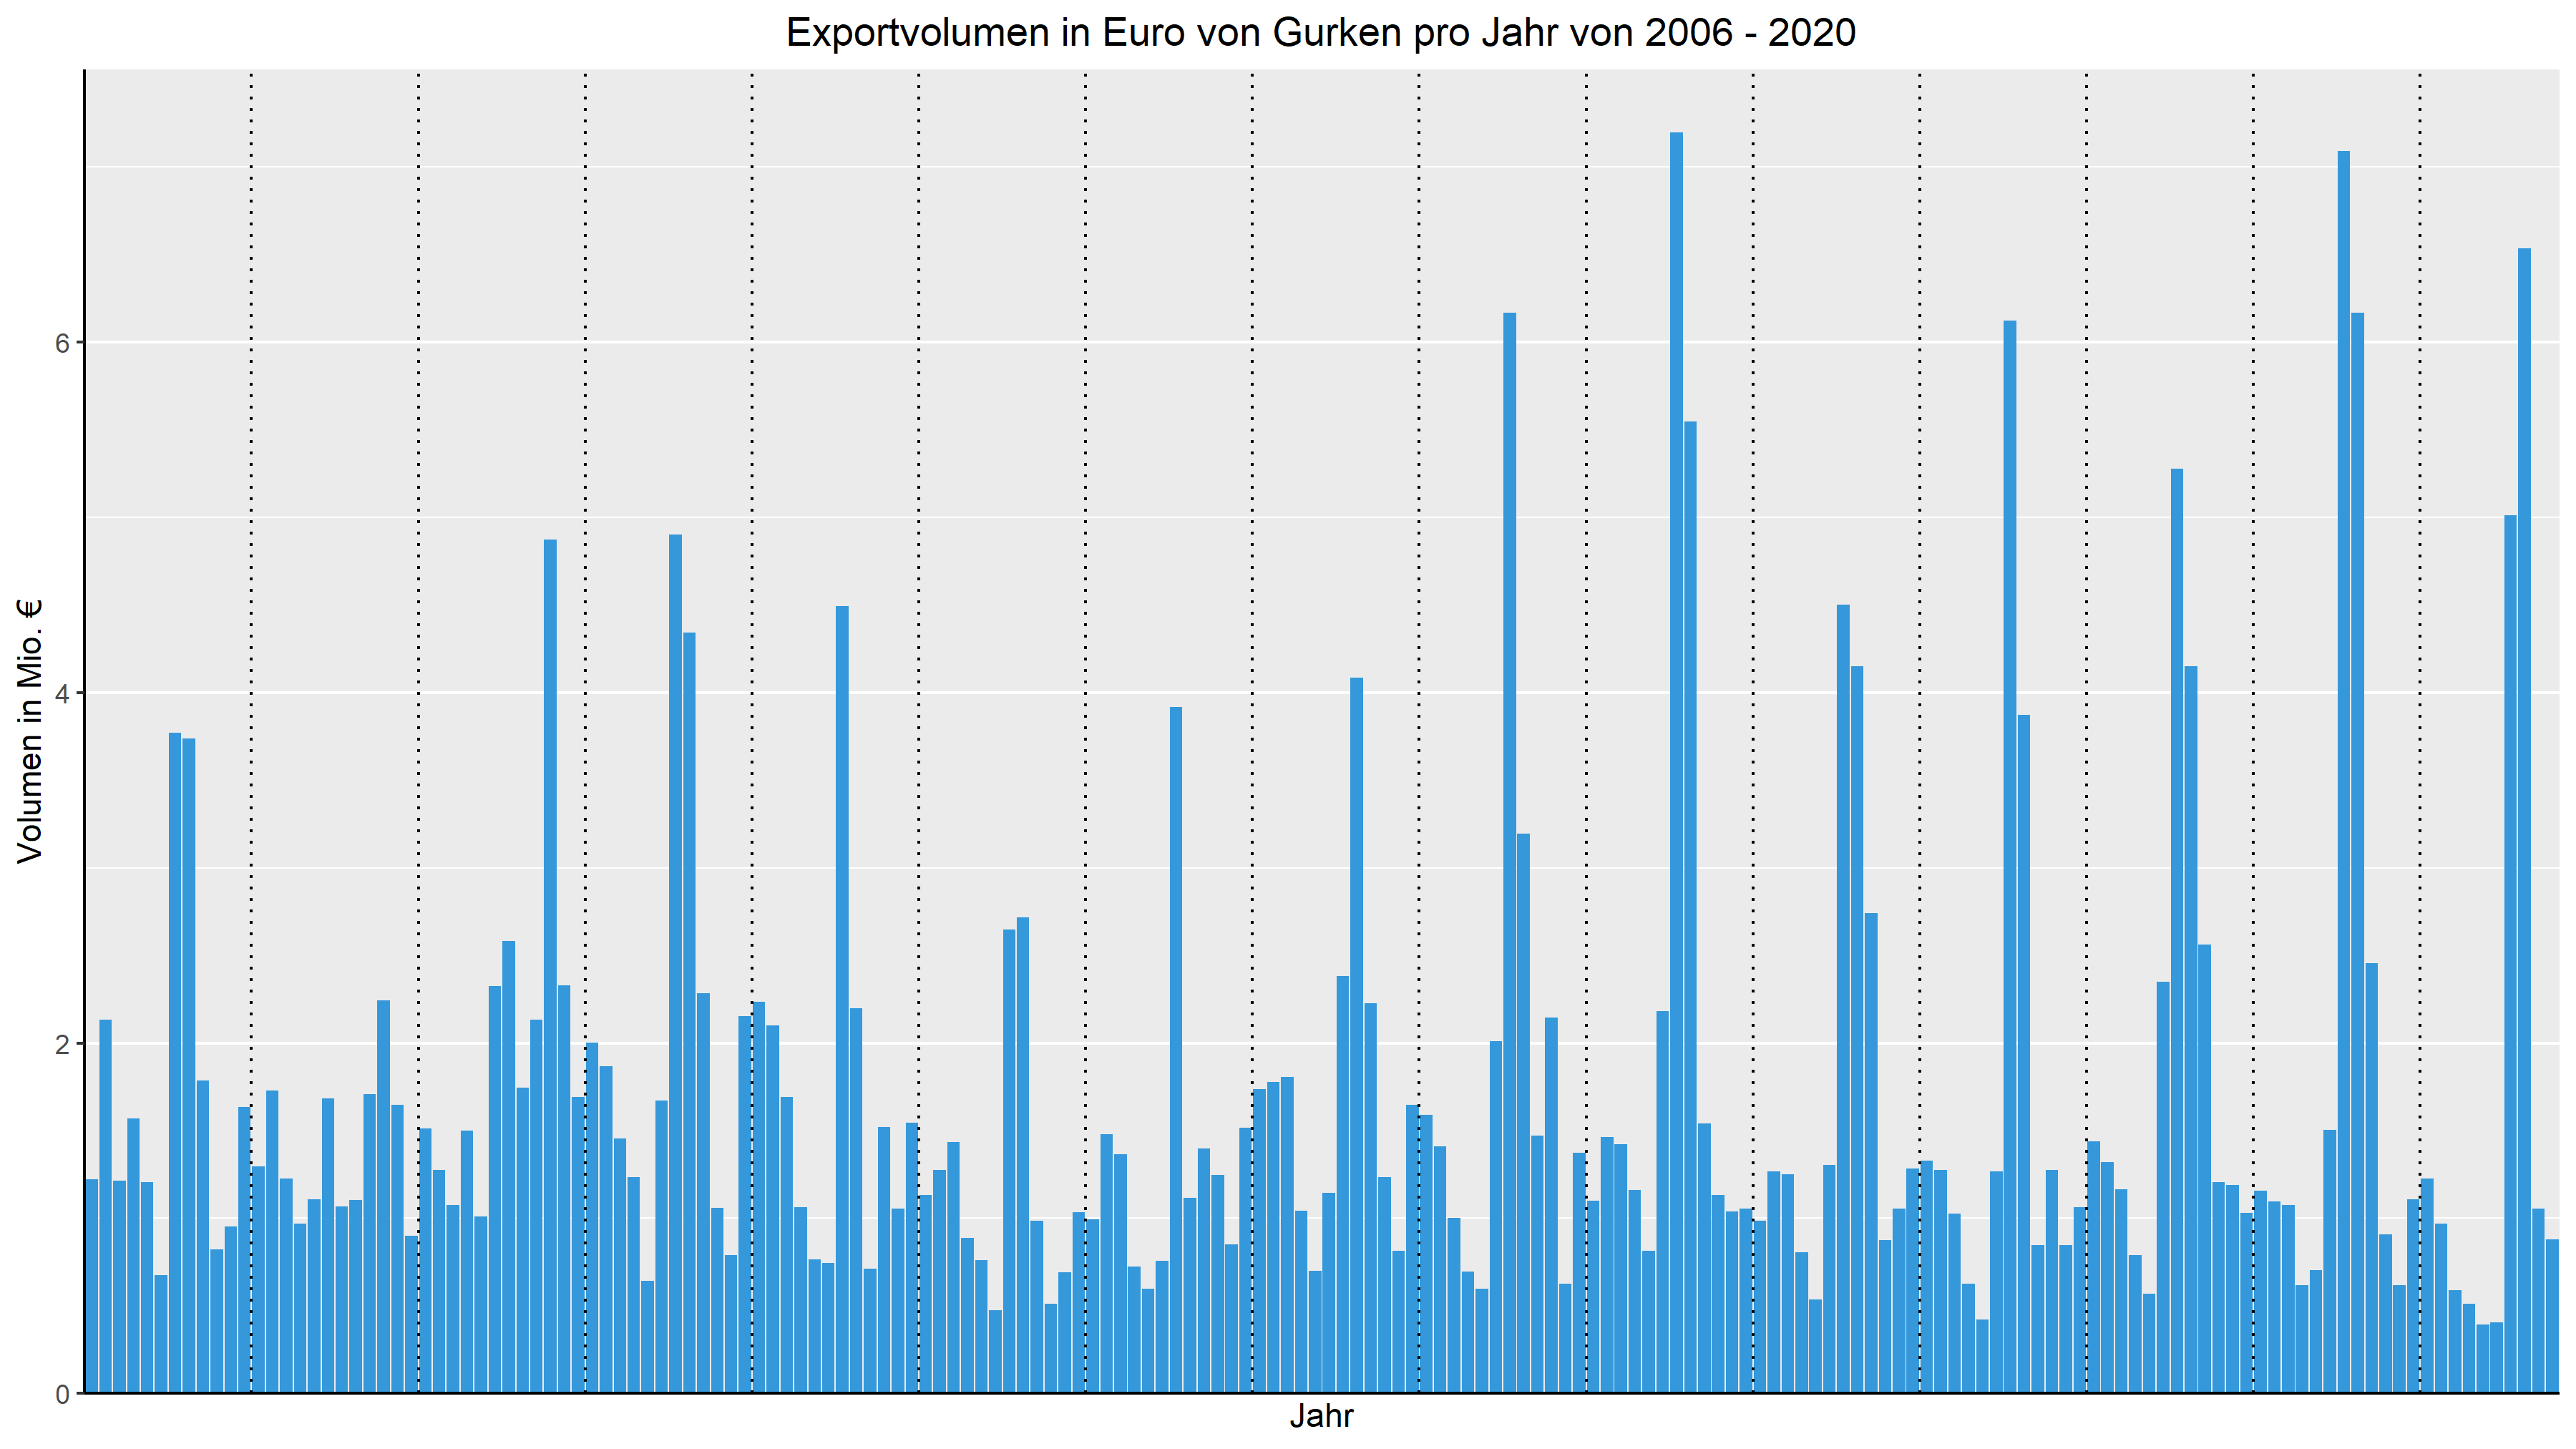 Exportvolumen in Euro von Gurken pro Jahr von 2006 - 2020
Volumen in Mio. €
6
4
2
0
Jahr